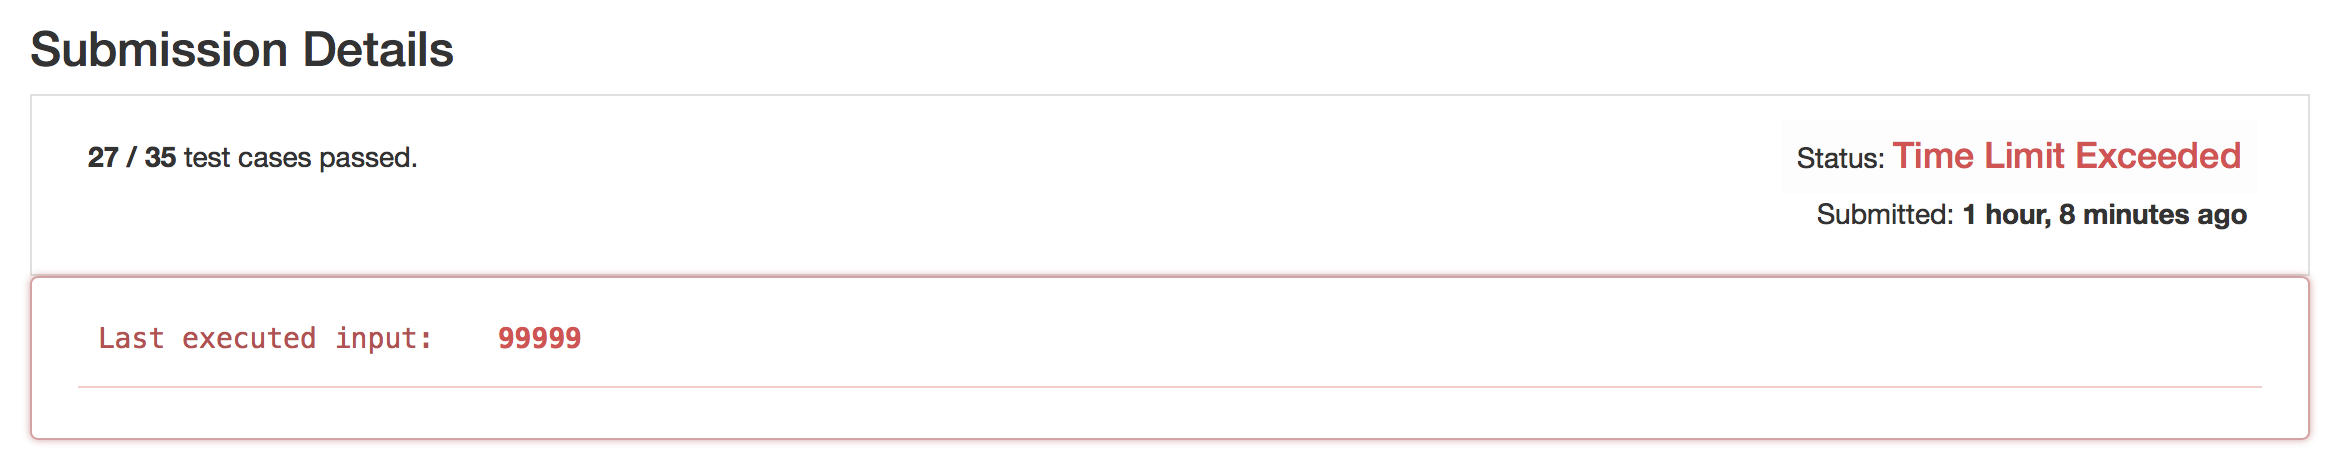 Submission Details
27 / 35 test cases passed.
Status: Time Limit Exceeded
Submitted: 1 hour, 8 minutes ago
Last executed input: 99999